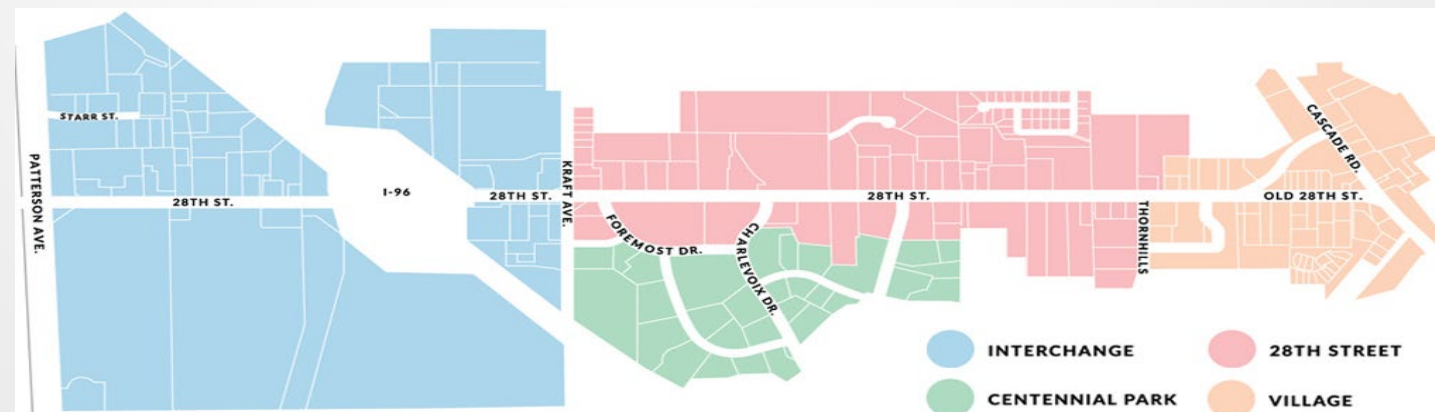 STARR ST.
PATTERSON AVE.
28TH ST.
I-96
28TH ST.
KRAFT AVE.
FOREMOST DR.
CHARLEVOIX DR.
28TH ST.
THORNHILLS
OLD 28TH ST.
CASCADE RD.
INTERCHANGE
28TH STREET
CENTENNIAL PARK
VILLAGE